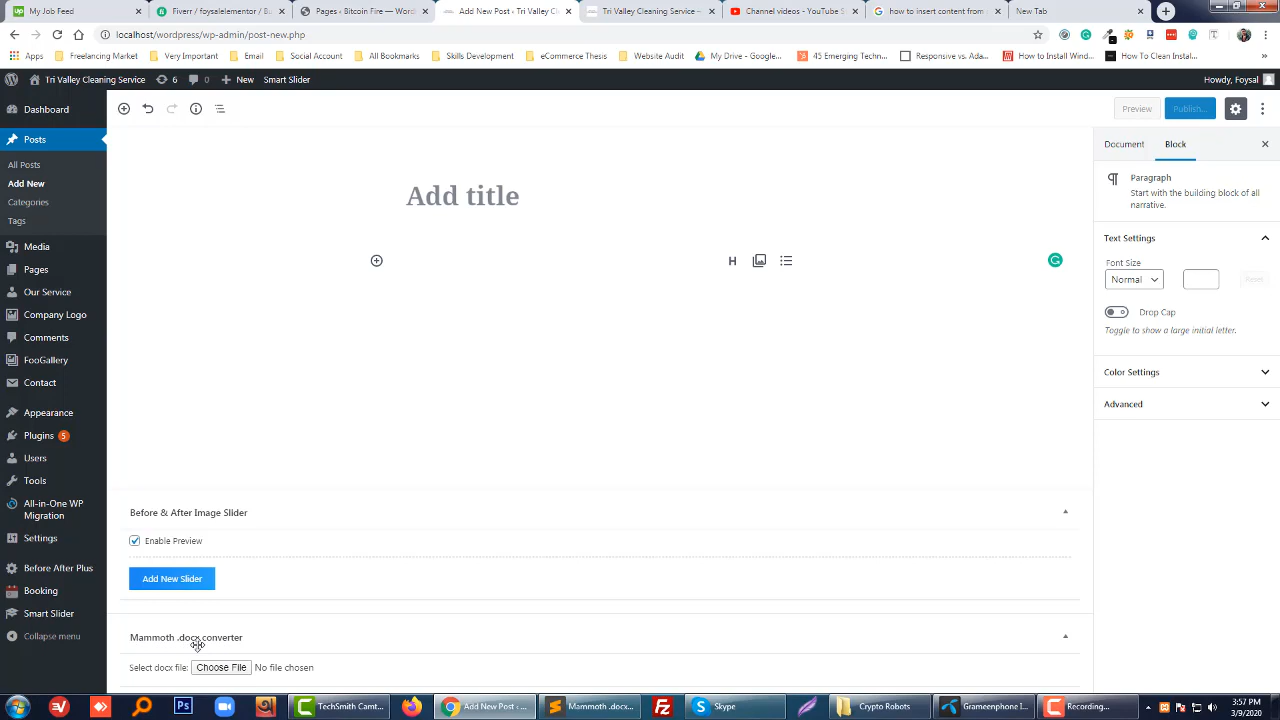 My Job Feed
Fiverr / foysalelementor / Bu
Pages ‹ Bitcoin Fire — Word
Add New Post ‹ Tri Valley C
Tri Valley Cleaning Service –
Channel videos - YouTube S
how to insert content from
New Tab
localhost/wordpress/wp-admin/post-new.php
Apps
Freelancing Market
Very Important
Social Account
All Bookmarks
Skills Development
eCommerce Thesis
Website Audit
My Drive - Google...
45 Emerging Techn...
Responsive vs. Ada...
How to Install Wind...
How To Clean Instal...
Tri Valley Cleaning Service
6
0
New
Smart Slider
Howdy, Foysal
Dashboard
Posts
All Posts
Add New
Categories
Tags
Media
Pages
Our Service
Company Logo
Comments
FooGallery
Contact
Appearance
Plugins 5
Users
Tools
All-in-One WP
Migration
Settings
Before After Plus
Booking
Smart Slider
Collapse menu
Preview
Publish...
Add title
H
Document
Block
Paragraph
Start with the building block of all
narrative.
Text Settings
Font Size
Normal
Reset
Drop Cap
Toggle to show a large initial letter.
Color Settings
Advanced
Before & After Image Slider
Enable Preview
Add New Slider
Mammoth .docx converter
Select docx file: Choose File No file chosen
TechSmith Camt...
Add New Post ‹ ...
Mammoth .docx...
Skype
Crypto Robots
Grameenphone I...
Recording...
3:57 PM
3/9/2020